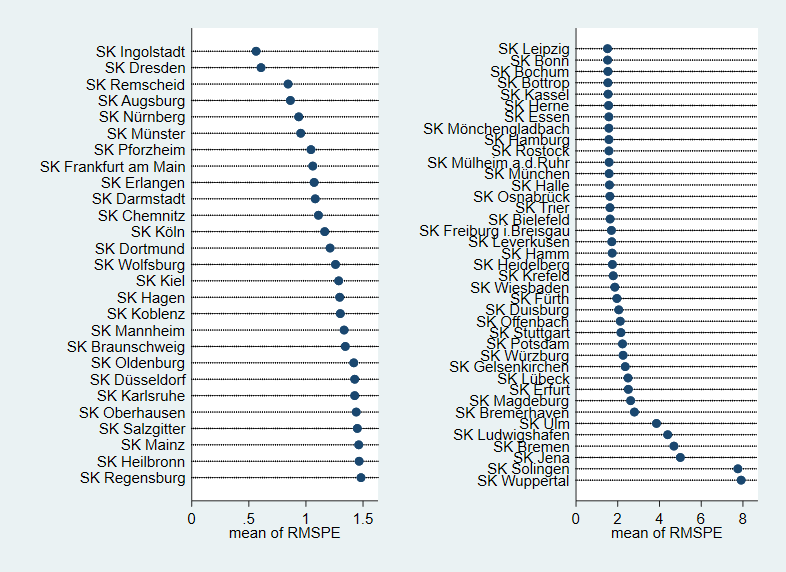 SK Ingolstadt
SK Dresden
SK Remscheid
SK Augsburg
SK Nürnberg
SK Münster
SK Pforzheim
SK Frankfurt am Main
SK Erlangen
SK Darmstadt
SK Chemnitz
SK Köln
SK Dortmund
SK Wolfsburg
SK Kiel
SK Hagen
SK Koblenz
SK Mannheim
SK Braunschweig
SK Oldenburg
SK Düsseldorf
SK Karlsruhe
SK Oberhausen
SK Salzgitter
SK Mainz
SK Heilbronn
SK Regensburg
0 .5 1 1.5
mean of RMSPE
SK Leipzig
SK Bonn
SK Bochum
SK Bottrop
SK Kassel
SK Herne
SK Essen
SK Mönchengladbach
SK Hamburg
SK Rostock
SK Mülheim a.d.Ruhr
SK München
SK Halle
SK Osnabrück
SK Trier
SK Bielefeld
SK Freiburg i.Breisgau
SK Leverkusen
SK Hamm
SK Heidelberg
SK Krefeld
SK Wiesbaden
SK Fürth
SK Duisburg
SK Offenbach
SK Stuttgart
SK Potsdam
SK Würzburg
SK Gelsenkirchen
SK Lübeck
SK Erfurt
SK Magdeburg
SK Bremerhaven
SK Ulm
SK Ludwigshafen
SK Bremen
SK Jena
SK Solingen
SK Wuppertal
0 2 4 6 8
mean of RMSPE